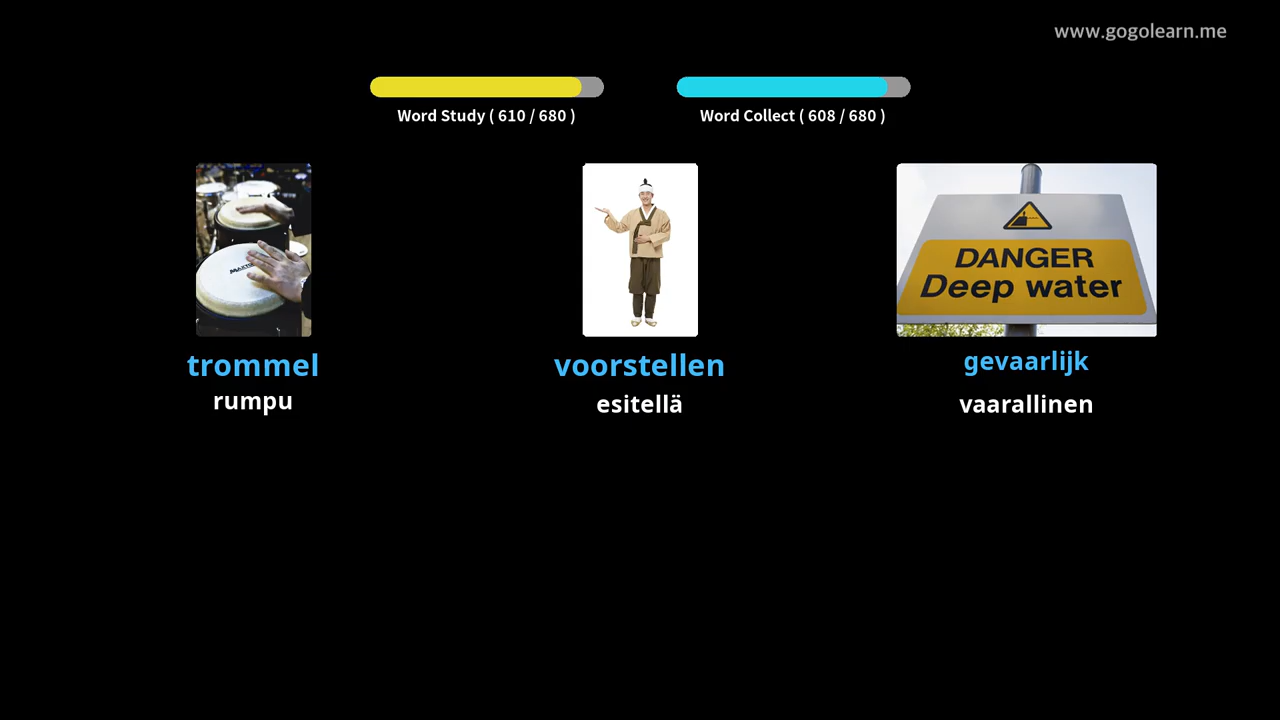 www.gogolearn.me
Word Study ( 610 / 680 )
Word Collect ( 608 / 680 )
DANGER
Deep water
trommel
rumpu
voorstellen
esitellä
gevaarlijk
vaarallinen